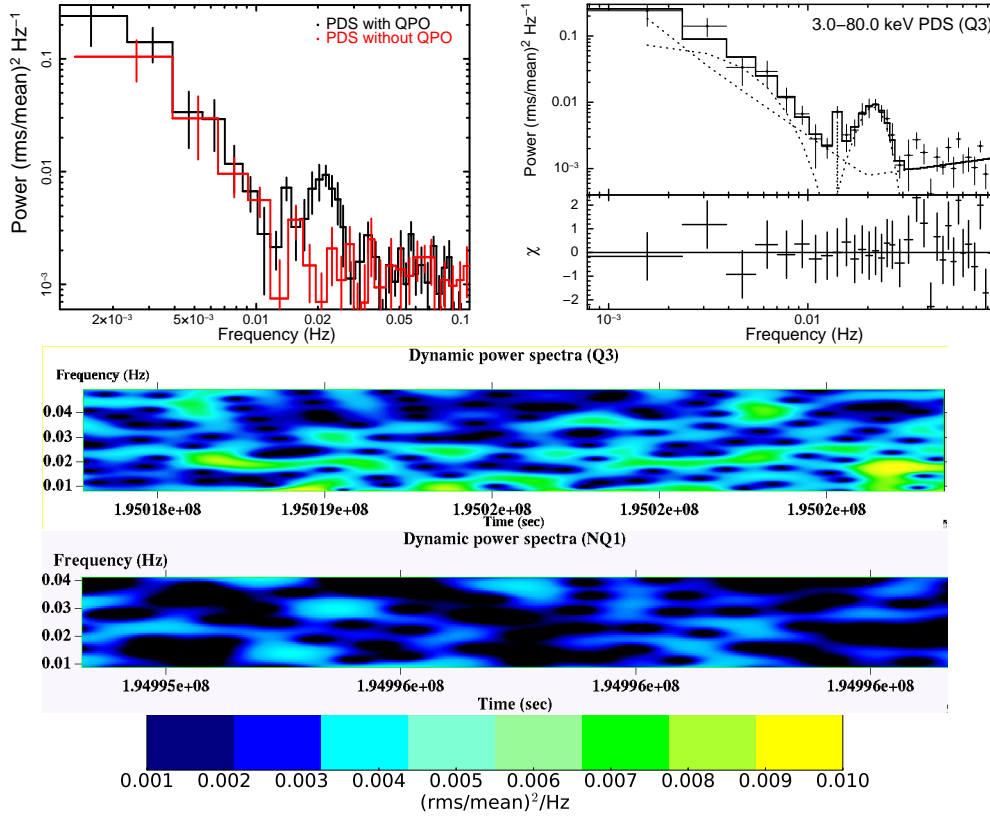 PDS with QPO
PDS without QPO
Power (rms/mean)² Hz⁻¹
0.1
0.01
10⁻³
2×10⁻³ 5×10⁻³ 0.01 0.02 0.05 0.1
Frequency (Hz)
3.0–80.0 keV PDS (Q3)
Power (rms/mean)² Hz⁻¹
0.1
0.01
10⁻³
χ
2
1
0
−1
−2
10⁻³ 0.01
Frequency (Hz)
Dynamic power spectra (Q3)
Frequency (Hz)
0.04
0.03
0.02
0.01
1.95018e+08 1.95019e+08 1.9502e+08 1.9502e+08 1.9502e+08
Time (sec)
Dynamic power spectra (NQ1)
Frequency (Hz)
0.04
0.03
0.02
0.01
1.94995e+08 1.94996e+08 1.94996e+08 1.94996e+08
Time (sec)
0.001 0.002 0.003 0.004 0.005 0.006 0.007 0.008 0.009 0.010
(rms/mean)²/Hz